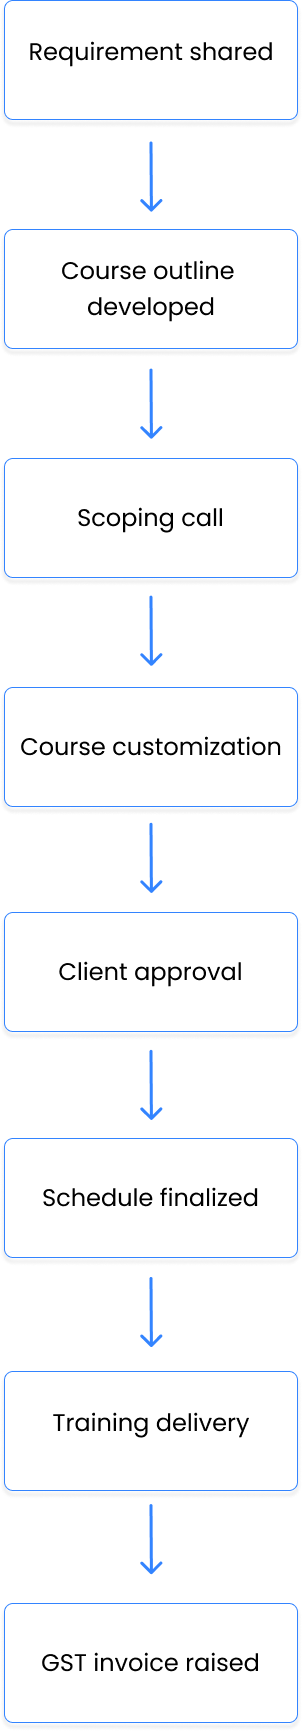 Requirement shared
Course outline
developed
Scoping call
Course customization
Client approval
Schedule finalized
Training delivery
GST invoice raised